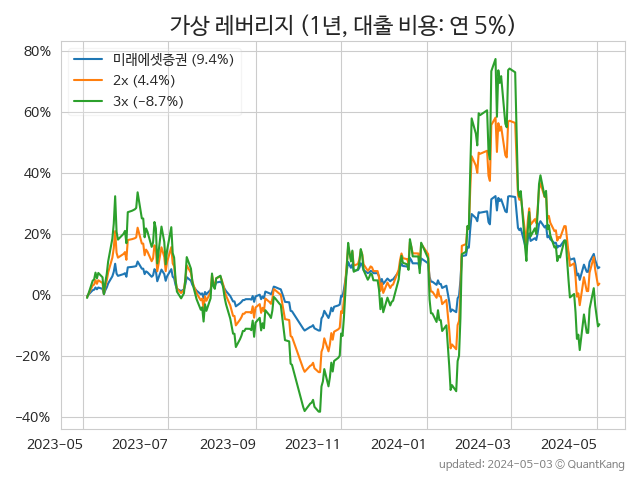 가상 레버리지 (1년, 대출 비용: 연 5%)
미래에셋증권 (9.4%)
2x (4.4%)
3x (−8.7%)
80%
60%
40%
20%
0%
−20%
−40%
2023-05 2023-07 2023-09 2023-11 2024-01 2024-03 2024-05
updated: 2024-05-03 © QuantKang